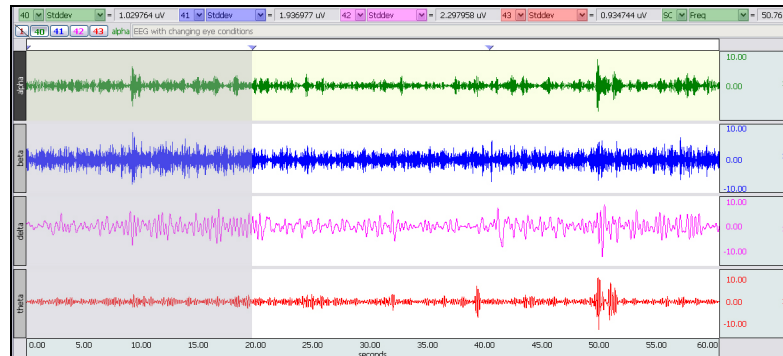 40 Stddev = 1.029764 uV 41 Stddev = 1.936977 uV 42 Stddev = 2.297958 uV 43 Stddev = 0.934744 uV SC Freq = 50.76
1 40 41 42 43 alpha EEG with changing eye conditions
alpha
10.00
0.00
beta
10.00
0.00
-10.00
delta
10.00
0.00
-10.00
theta
10.00
0.00
-10.00
0.00 5.00 10.00 15.00 20.00 25.00 30.00 35.00 40.00 45.00 50.00 55.00 60.00
seconds